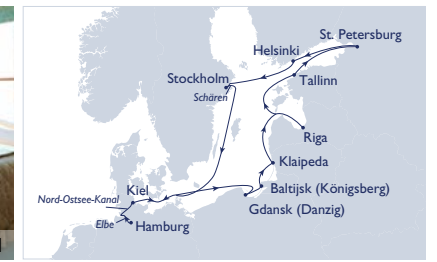 St. Petersburg
Helsinki
Stockholm
Tallinn
Schären
Riga
Klaipeda
Kiel
Baltijsk (Königsberg)
Nord-Ostsee-Kanal
Gdansk (Danzig)
Elbe
Hamburg